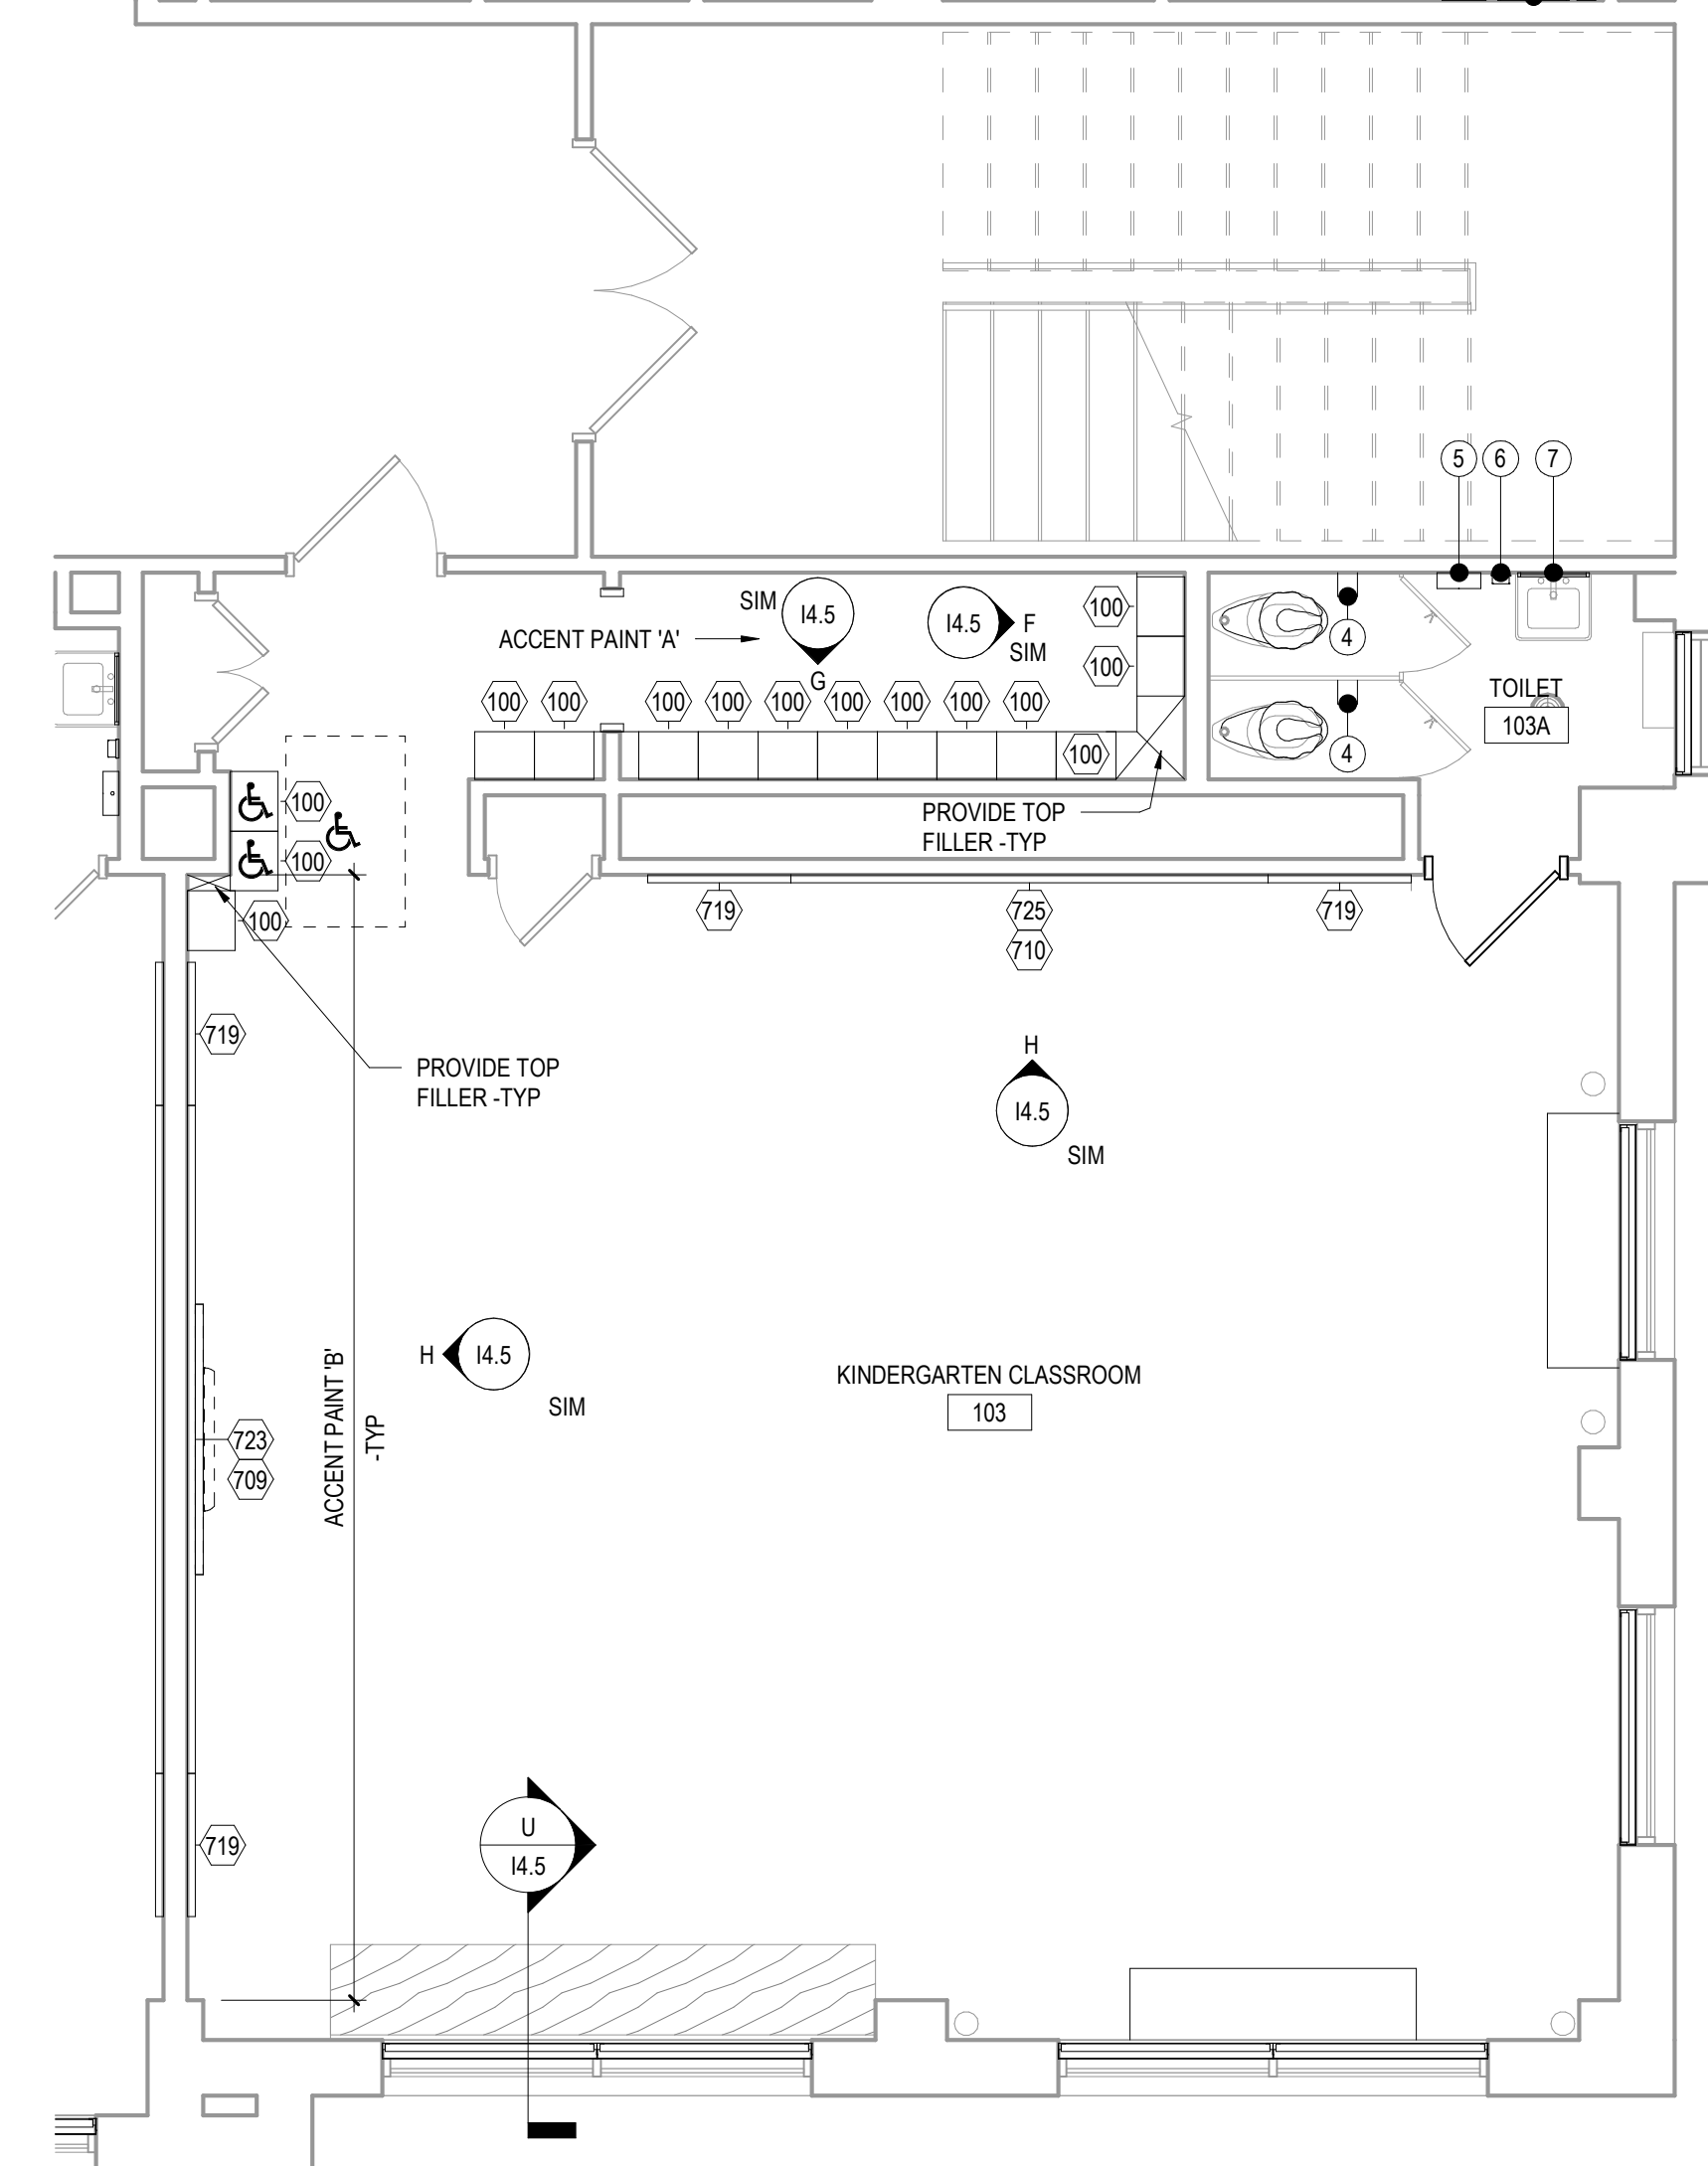 5 6 7
SIM I4.5 I4.5 F 100
ACCENT PAINT 'A' SIM 4
100
G
100 100 100 100 100 100 100 100 100
TOILET
103A
100 4
100
PROVIDE TOP
FILLER -TYP
100
100
719 725 719
710
719
PROVIDE TOP
FILLER -TYP
H
I4.5
SIM
H I4.5
SIM
KINDERGARTEN CLASSROOM
103
ACCENT PAINT 'B'
-TYP
723
709
U
I4.5
719